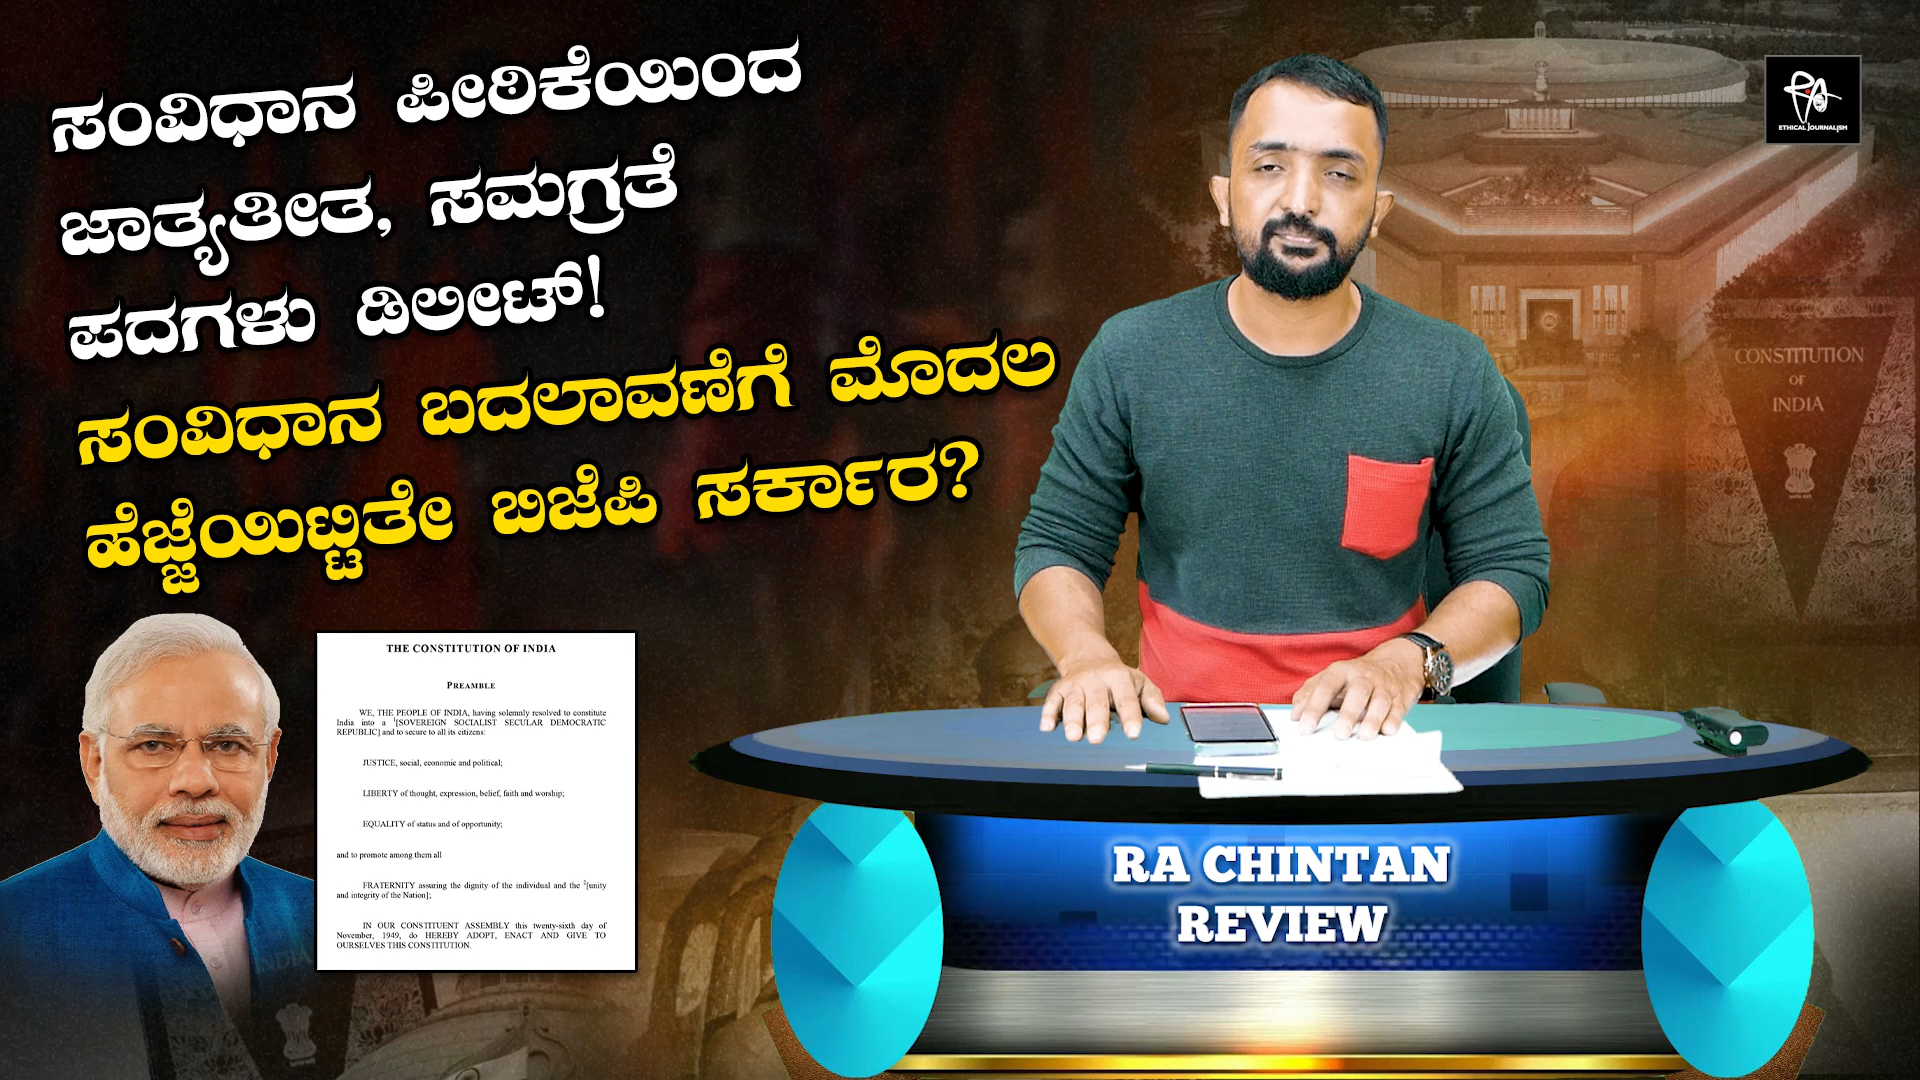 ಸಂವಿಧಾನ ಪೀಠಿಕೆಯಿಂದ
ಜಾತ್ಯತೀತ, ಸಮಗ್ರತೆ
ಪದಗಳು ಡಿಲೀಟ್!
ಸಂವಿಧಾನ ಬದಲಾವಣೆಗೆ ಮೊದಲ
ಹೆಜ್ಜೆಯಿಟ್ಟಿತೇ ಬಿಜೆಪಿ ಸರ್ಕಾರ?
RA
ETHICAL JOURNALISM
CONSTITUTION
OF
INDIA
THE CONSTITUTION OF INDIA
PREAMBLE
WE, THE PEOPLE OF INDIA, having solemnly resolved to constitute
India into a 1[SOVEREIGN SOCIALIST SECULAR DEMOCRATIC
REPUBLIC] and to secure to all its citizens:
JUSTICE, social, economic and political;
LIBERTY of thought, expression, belief, faith and worship;
EQUALITY of status and of opportunity;
and to promote among them all
FRATERNITY assuring the dignity of the individual and the 2[unity
and integrity of the Nation];
IN OUR CONSTITUENT ASSEMBLY this twenty-sixth day of
November, 1949, do HEREBY ADOPT, ENACT AND GIVE TO
OURSELVES THIS CONSTITUTION.
INDIA
RA CHINTAN
REVIEW